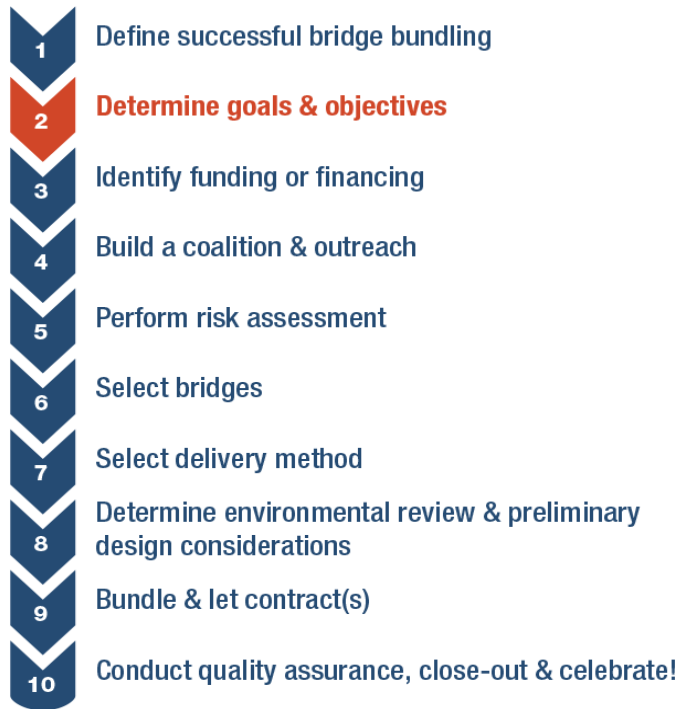 1
Define successful bridge bundling
2
Determine goals & objectives
3
Identify funding or financing
4
Build a coalition & outreach
5
Perform risk assessment
6
Select bridges
7
Select delivery method
8
Determine environmental review & preliminary
design considerations
9
Bundle & let contract(s)
10
Conduct quality assurance, close-out & celebrate!